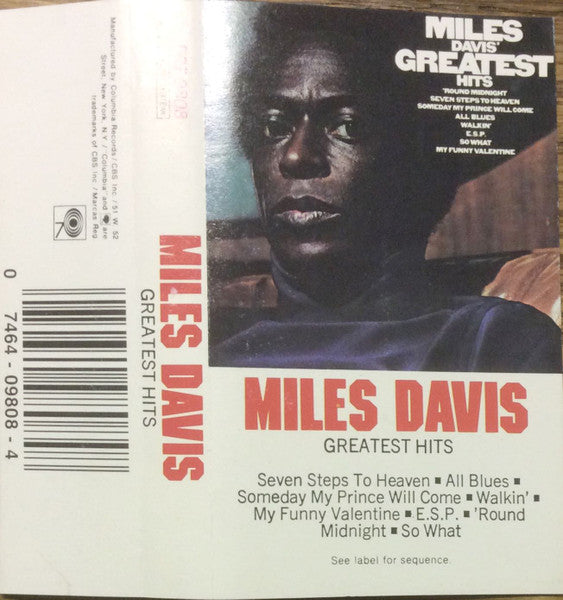 Manufactured by Columbia Records / CBS Inc. / 51 W. 52
Street, New York, N.Y. / "Columbia" and are
trademarks of CBS Inc. / Marcas Reg.
0 7464 - 09808 - 4
MILES DAVIS
GREATEST HITS
MILES
DAVIS'
GREATEST
HITS
'ROUND MIDNIGHT
SEVEN STEPS TO HEAVEN
SOMEDAY MY PRINCE WILL COME
ALL BLUES
WALKIN'
E.S.P.
SO WHAT
MY FUNNY VALENTINE
MILES DAVIS
GREATEST HITS
Seven Steps To Heaven ▪ All Blues ▪
Someday My Prince Will Come ▪ Walkin' ▪
My Funny Valentine ▪ E.S.P. ▪ 'Round
Midnight ▪ So What
See label for sequence.